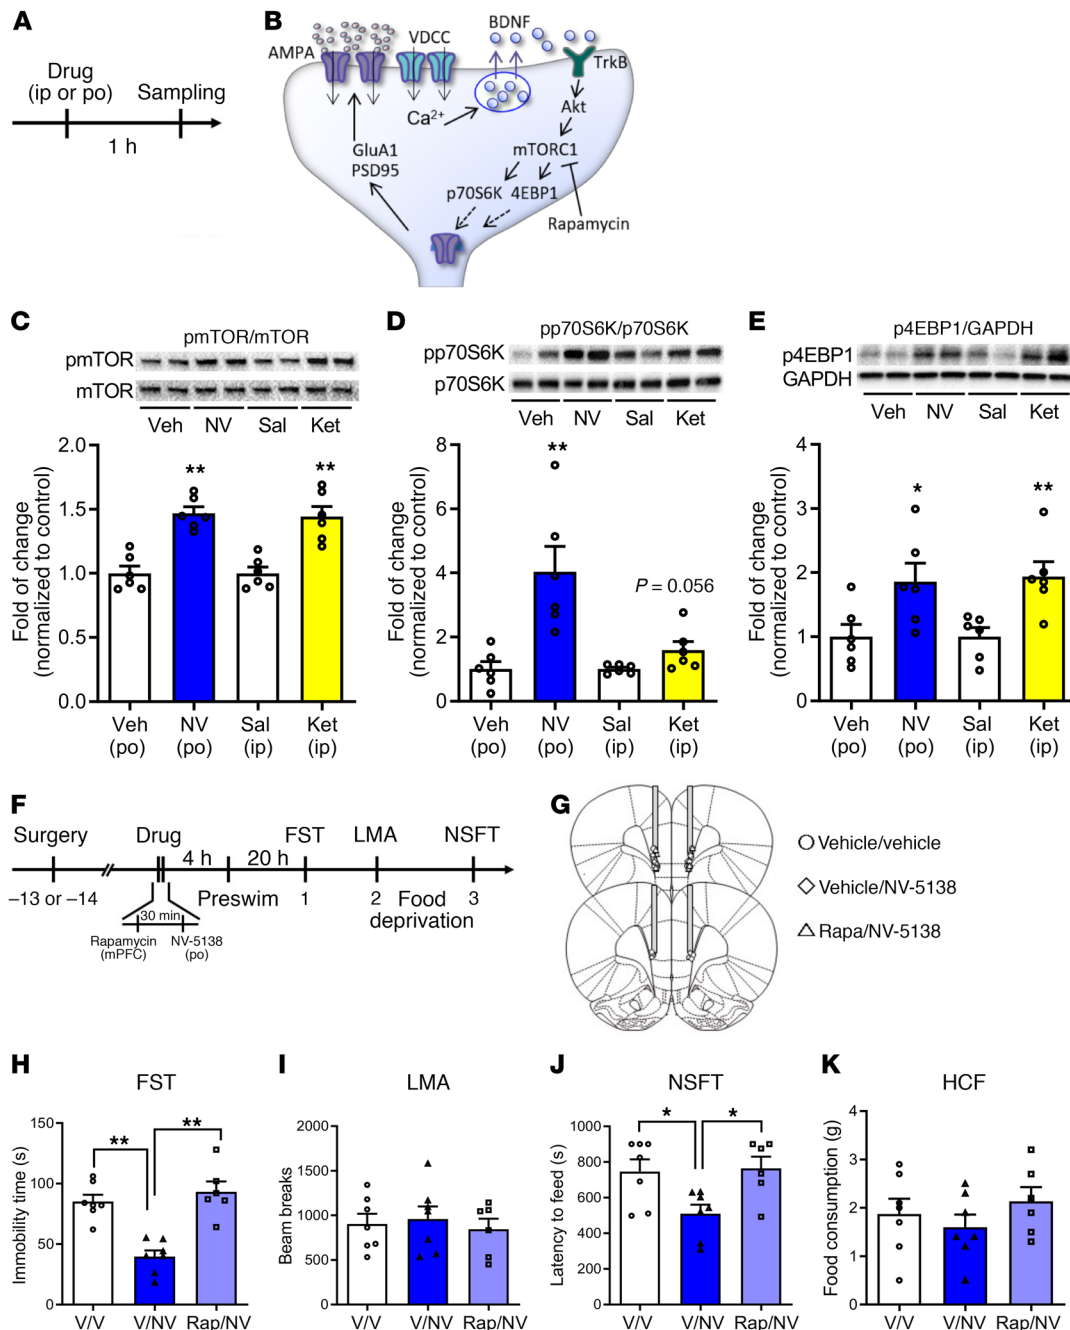 A
Drug
(ip or po)
Sampling
1 h
B
BDNF
AMPA
VDCC
TrkB
Ca2+
Akt
GluA1
PSD95
mTORC1
p70S6K
4EBP1
Rapamycin
C
pmTOR/mTOR
pmTOR
mTOR
Veh NV Sal Ket
Fold of change
(normalized to control)
2.0
1.5
1.0
0.5
0.0
**
**
Veh (po)
NV (po)
Sal (ip)
Ket (ip)
D
pp70S6K/p70S6K
pp70S6K
p70S6K
Veh NV Sal Ket
Fold of change
(normalized to control)
8
6
4
2
0
**
P = 0.056
Veh (po)
NV (po)
Sal (ip)
Ket (ip)
E
p4EBP1/GAPDH
p4EBP1
GAPDH
Veh NV Sal Ket
Fold of change
(normalized to control)
4
3
2
1
0
*
**
Veh (po)
NV (po)
Sal (ip)
Ket (ip)
F
Surgery
Drug
FST
LMA
NSFT
4 h
20 h
–13 or –14
Preswim
1
2
Food
deprivation
3
30 min
Rapamycin
(mPFC)
NV-5138
(po)
G
Vehicle/vehicle
Vehicle/NV-5138
Rapa/NV-5138
H
FST
Immobility time (s)
150
100
50
0
**
**
V/V V/NV Rap/NV
I
LMA
Beam breaks
2000
1500
1000
500
0
V/V V/NV Rap/NV
J
NSFT
Latency to feed (s)
1000
800
600
400
200
0
*
*
V/V V/NV Rap/NV
K
HCF
Food consumption (g)
4
3
2
1
0
V/V V/NV Rap/NV